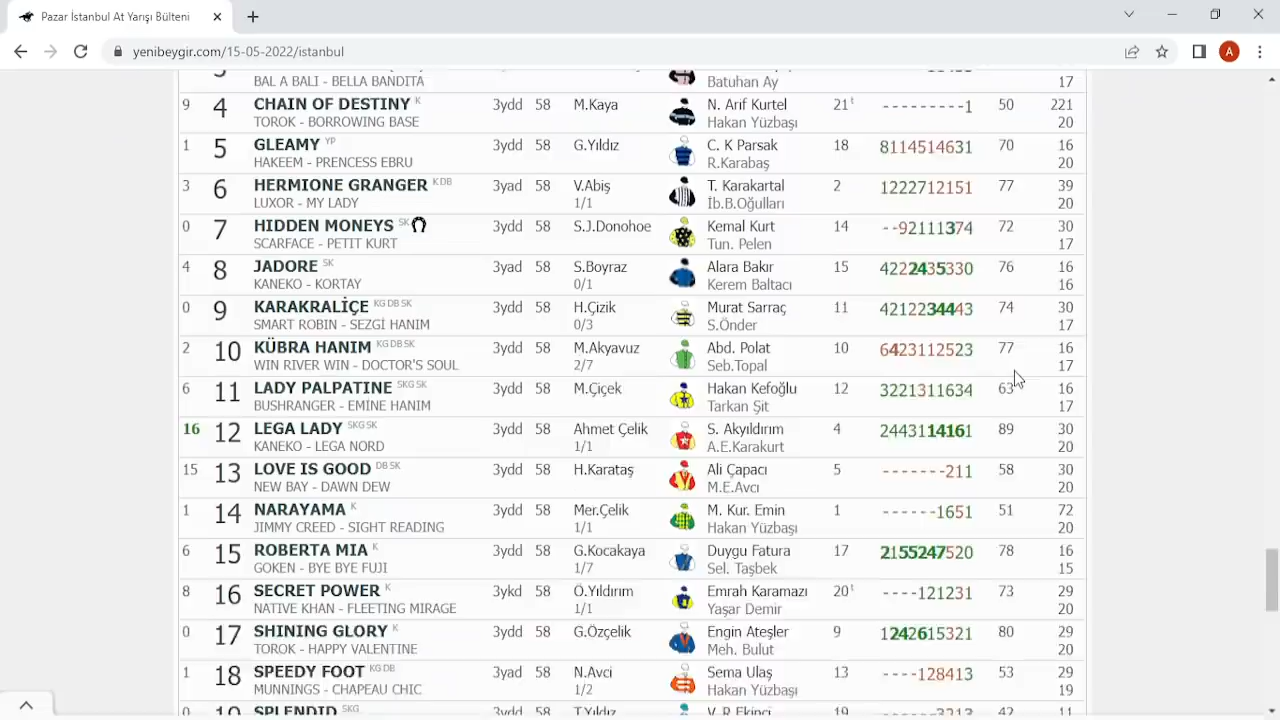 Pazar İstanbul At Yarışı Bülteni
yenibeygir.com/15-05-2022/istanbul
A
BAL A BALI - BELLA BANDITA Batuhan Ay 17
9 4 CHAIN OF DESTINY K 3ydd 58 M.Kaya N. Arif Kurtel 21t ---------1 50 221
TOROK - BORROWING BASE Hakan Yüzbaşı 20
1 5 GLEAMY YP 3ydd 58 G.Yıldız C. K Parsak 18 8114514631 70 16
HAKEEM - PRENCESS EBRU R.Karabaş 20
3 6 HERMIONE GRANGER K DB 3yad 58 V.Abiş T. Karakartal 2 1222712151 77 39
LUXOR - MY LADY 1/1 İb.B.Oğulları 20
0 7 HIDDEN MONEYS SK 3ydd 58 S.J.Donohoe Kemal Kurt 14 --92111374 72 30
SCARFACE - PETIT KURT Tun. Pelen 17
4 8 JADORE SK 3yad 58 S.Boyraz Alara Bakır 15 4222435330 76 16
KANEKO - KORTAY 0/1 Kerem Baltacı 16
0 9 KARAKRALİÇE KG DB SK 3ydd 58 H.Çizik Murat Sarraç 11 4212234443 74 30
SMART ROBIN - SEZGİ HANIM 0/3 S.Önder 17
2 10 KÜBRA HANIM KG DB SK 3ydd 58 M.Akyavuz Abd. Polat 10 6423112523 77 16
WIN RIVER WIN - DOCTOR'S SOUL 2/7 Seb.Topal 17
6 11 LADY PALPATINE SKG SK 3ydd 58 M.Çiçek Hakan Kefoğlu 12 3221311634 63 16
BUSHRANGER - EMINE HANIM Tarkan Şit 17
16 12 LEGA LADY SKG SK 3ydd 58 Ahmet Çelik S. Akyıldırım 4 2443114161 89 30
KANEKO - LEGA NORD 1/1 A.E.Karakurt 20
15 13 LOVE IS GOOD DB SK 3ydd 58 H.Karataş Ali Çapacı 5 -------211 58 30
NEW BAY - DAWN DEW M.E.Avcı 20
1 14 NARAYAMA K 3ydd 58 Mer.Çelik M. Kur. Emin 1 ------1651 51 72
JIMMY CREED - SIGHT READING 1/1 Hakan Yüzbaşı 20
6 15 ROBERTA MIA K 3ydd 58 G.Kocakaya Duygu Fatura 17 2155247520 78 16
GOKEN - BYE BYE FUJI 1/7 Sel. Taşbek 15
8 16 SECRET POWER K 3ykd 58 Ö.Yıldırım Emrah Karamazı 20t ----121231 73 29
NATIVE KHAN - FLEETING MIRAGE 1/1 Yaşar Demir 20
0 17 SHINING GLORY K 3ydd 58 G.Özçelik Engin Ateşler 9 1242615321 80 29
TOROK - HAPPY VALENTINE Meh. Bulut 20
1 18 SPEEDY FOOT KG DB 3yad 58 N.Avci Sema Ulaş 13 ----128413 53 29
MUNNINGS - CHAPEAU CHIC 1/2 Hakan Yüzbaşı 19
SPLENDID SKG 3ydd 58 T.Yıldız V. R Ekinci 19 42 11